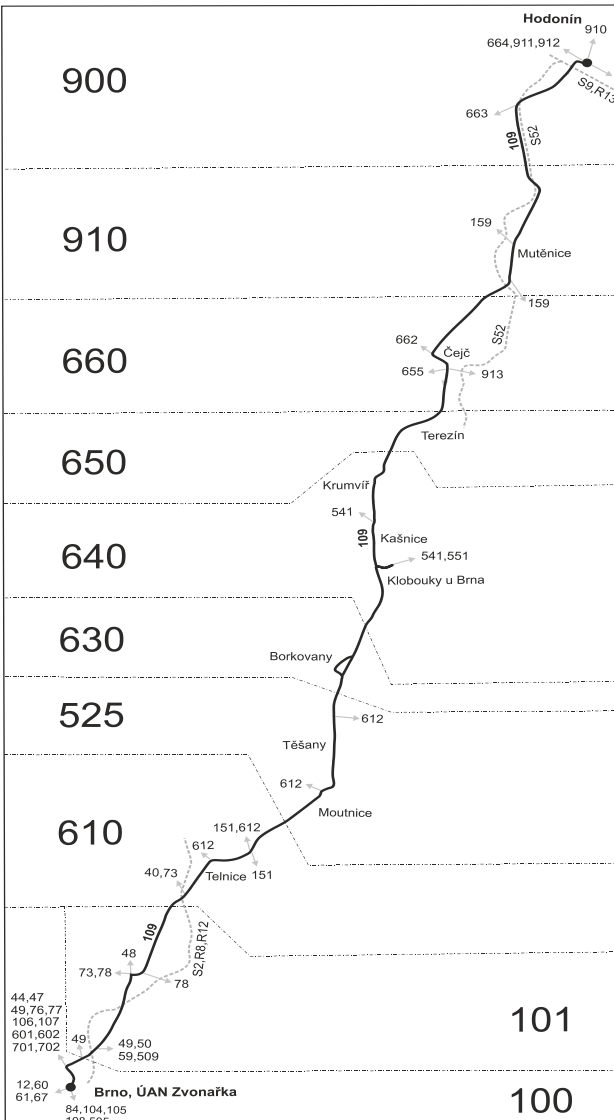 Hodonín
910
664,911,912
900
S9,R13
663
109
S52
910
159
Mutěnice
159
S52
662
Čejč
660
655
913
Terezín
650
Krumvíř
541
109
Kašnice
640
541,551
Klobouky u Brna
630
Borkovany
525
612
Těšany
612
Moutnice
610
151,612
612
151
Telnice
40,73
109
S2,R8,R12
48
73,78
78
44,47
49,76,77
106,107
601,602
701,702
101
49
49,50
59,509
12,60
61,67
Brno, ÚAN Zvonařka
100
84,104,105